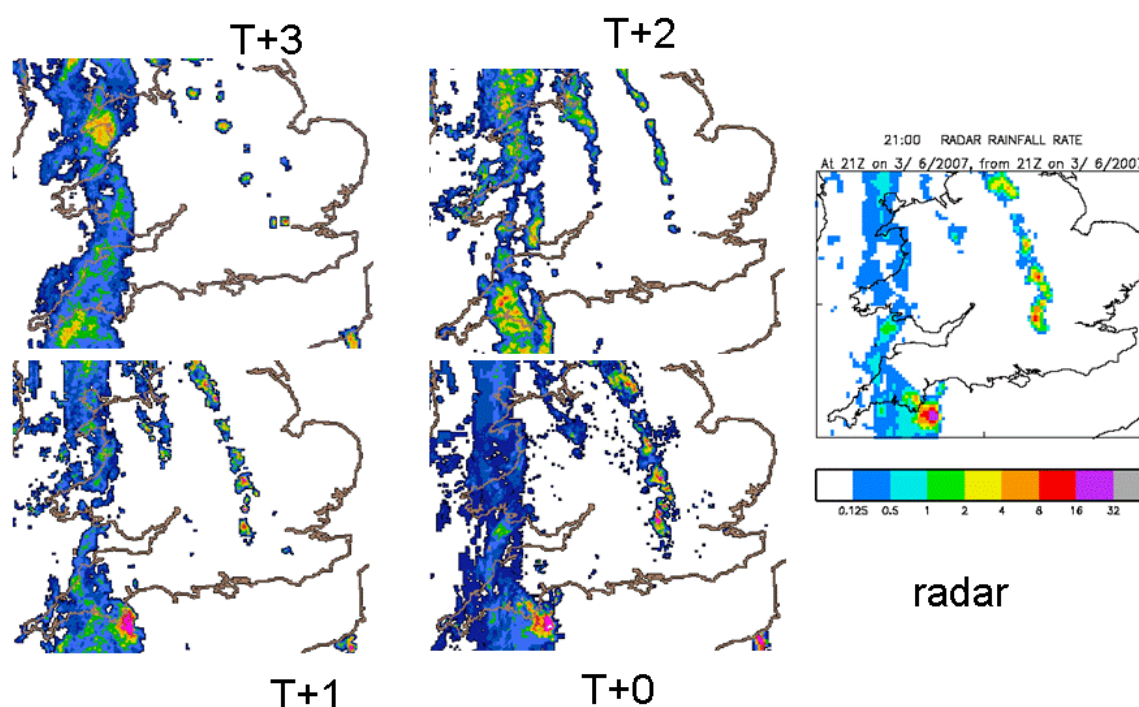 T+3
T+2
21:00 RADAR RAINFALL RATE
At 21Z on 3/ 6/2007, from 21Z on 3/ 6/2007
0.125 0.5 1 2 4 8 16 32
radar
T+1
T+0